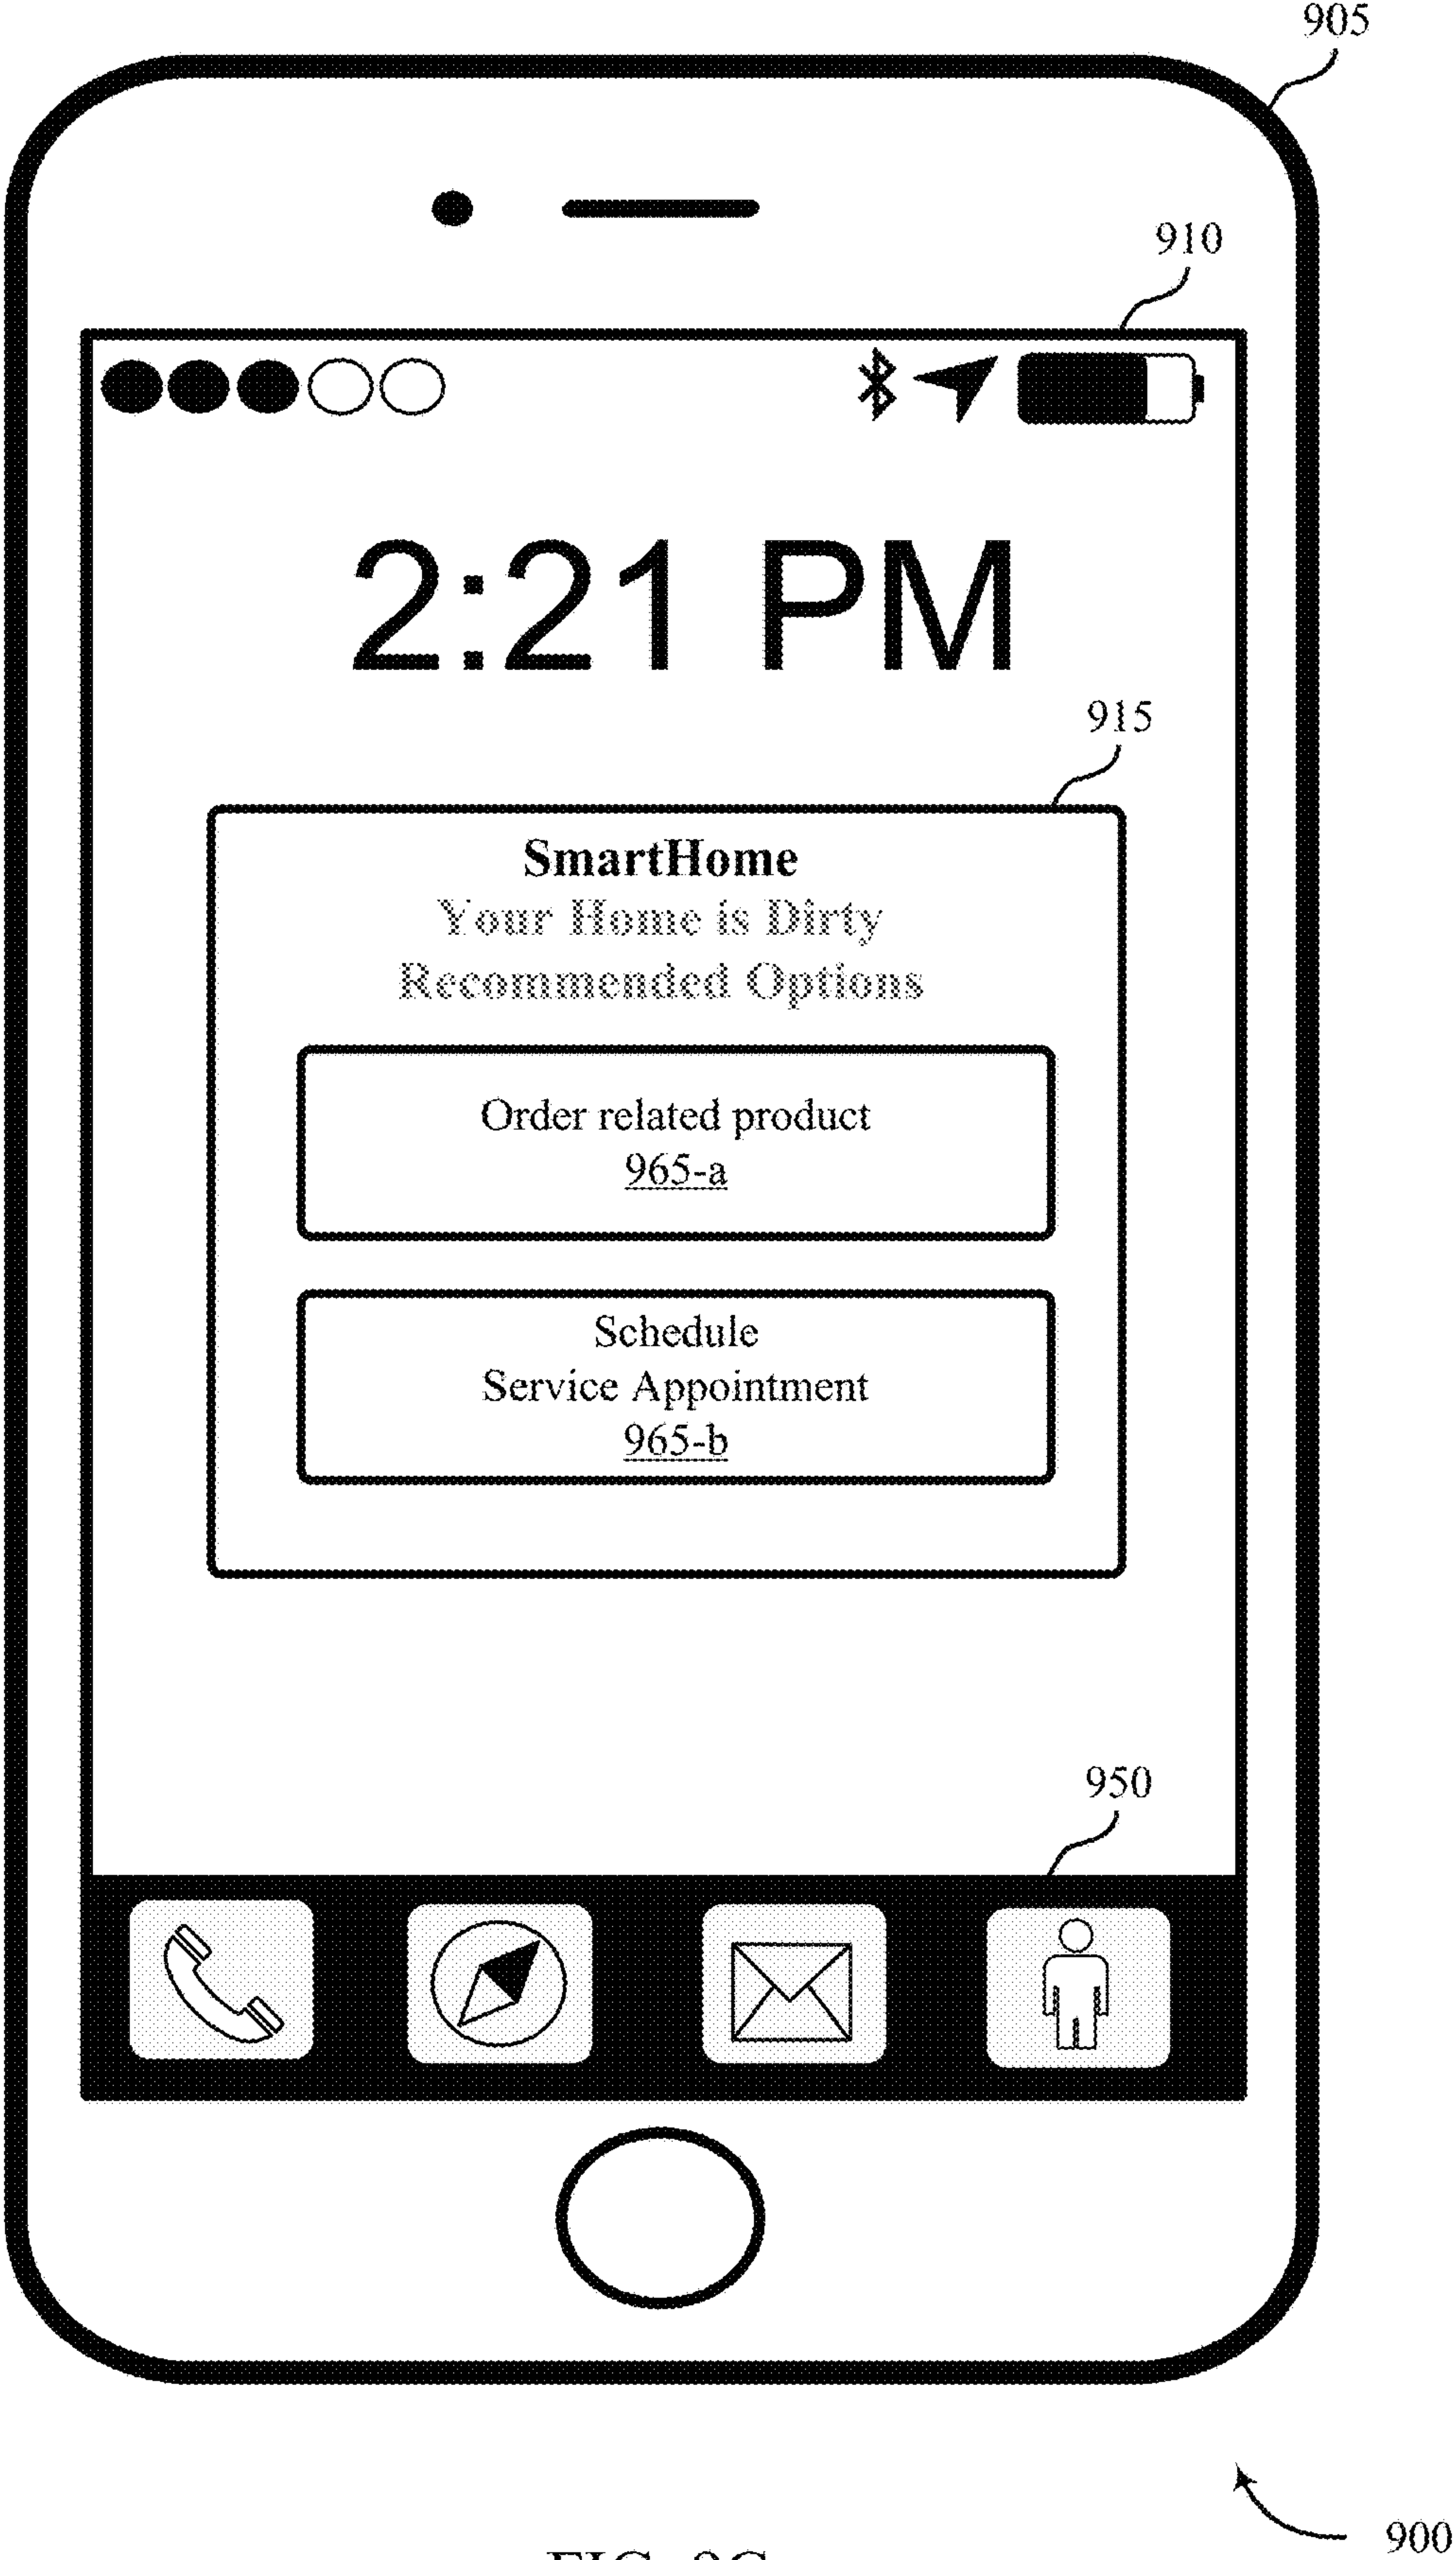 905
910
2:21 PM
915
SmartHome
Your Home is Dirty
Recommended Options
Order related product
965-a
Schedule
Service Appointment
965-b
950
900